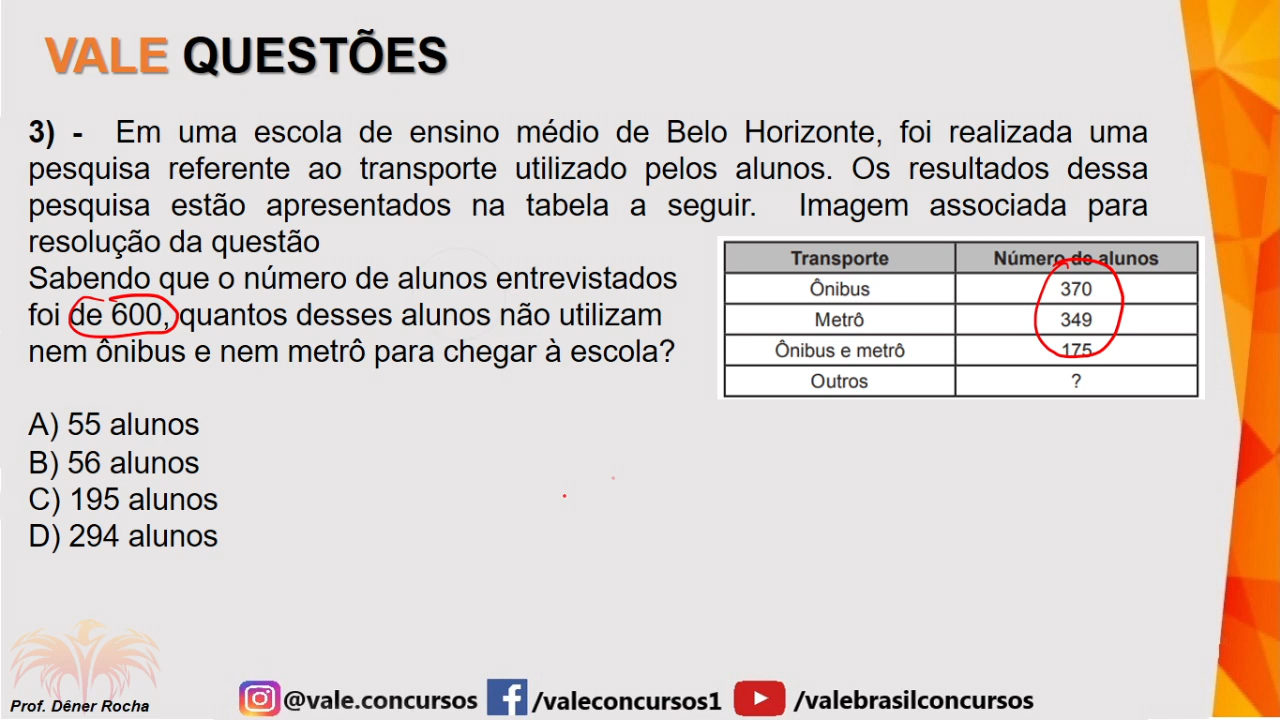 VALE QUESTÕES
3) - Em uma escola de ensino médio de Belo Horizonte, foi realizada uma
pesquisa referente ao transporte utilizado pelos alunos. Os resultados dessa
pesquisa estão apresentados na tabela a seguir. Imagem associada para
resolução da questão
Sabendo que o número de alunos entrevistados
foi de 600, quantos desses alunos não utilizam
nem ônibus e nem metrô para chegar à escola?
Transporte Número de alunos
Ônibus 370
Metrô 349
Ônibus e metrô 175
Outros ?
A) 55 alunos
B) 56 alunos
C) 195 alunos
D) 294 alunos
Prof. Dêner Rocha
@vale.concursos /valeconcursos1 /valebrasilconcursos